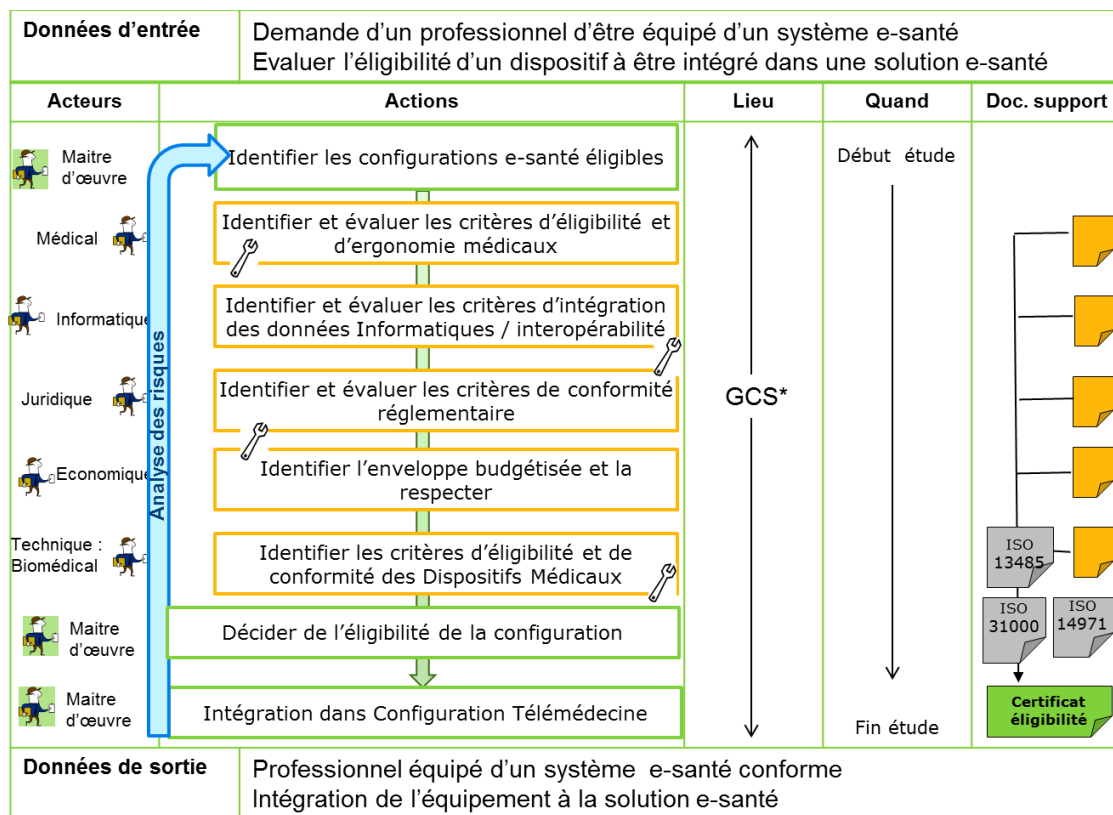 Données d'entrée
Demande d'un professionnel d'être équipé d'un système e-santé
Evaluer l'éligibilité d'un dispositif à être intégré dans une solution e-santé
Acteurs
Actions
Lieu
Quand
Doc. support
Maitre
d'œuvre
Identifier les configurations e-santé éligibles
Début étude
Médical
Identifier et évaluer les critères d'éligibilité et
d'ergonomie médicaux
Informatique
Identifier et évaluer les critères d'intégration
des données Informatiques / interopérabilité
Analyse des risques
Juridique
Identifier et évaluer les critères de conformité
réglementaire
GCS*
Economique
Identifier l'enveloppe budgétisée et la
respecter
Technique :
Biomédical
Identifier les critères d'éligibilité et de
conformité des Dispositifs Médicaux
ISO
13485
Maitre
d'œuvre
Décider de l'éligibilité de la configuration
ISO
31000
ISO
14971
Maitre
d'œuvre
Intégration dans Configuration Télémédecine
Fin étude
Certificat
éligibilité
Données de sortie
Professionnel équipé d'un système e-santé conforme
Intégration de l'équipement à la solution e-santé